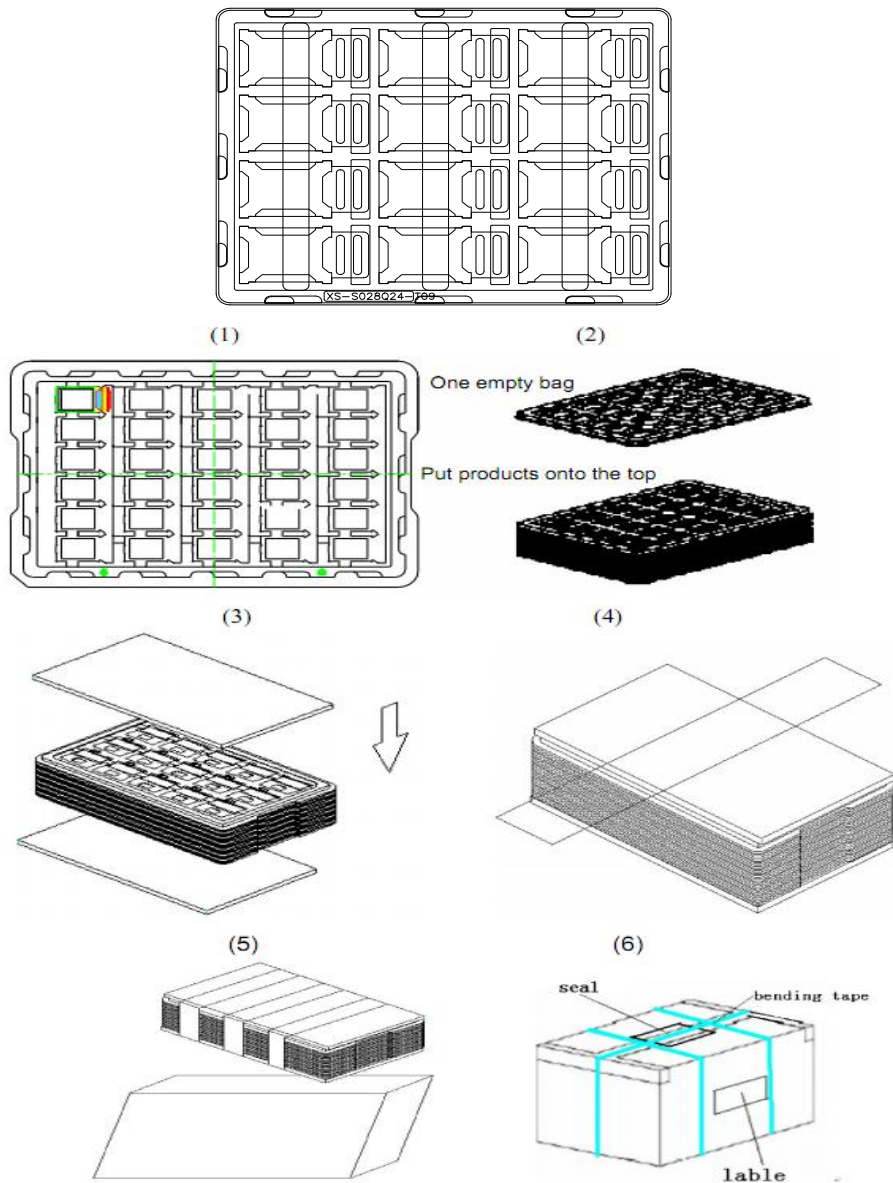 XS-S028Q24-T09
(1) (2)
One empty bag
Put products onto the top
(3) (4)
(5) (6)
seal
bending tape
lable